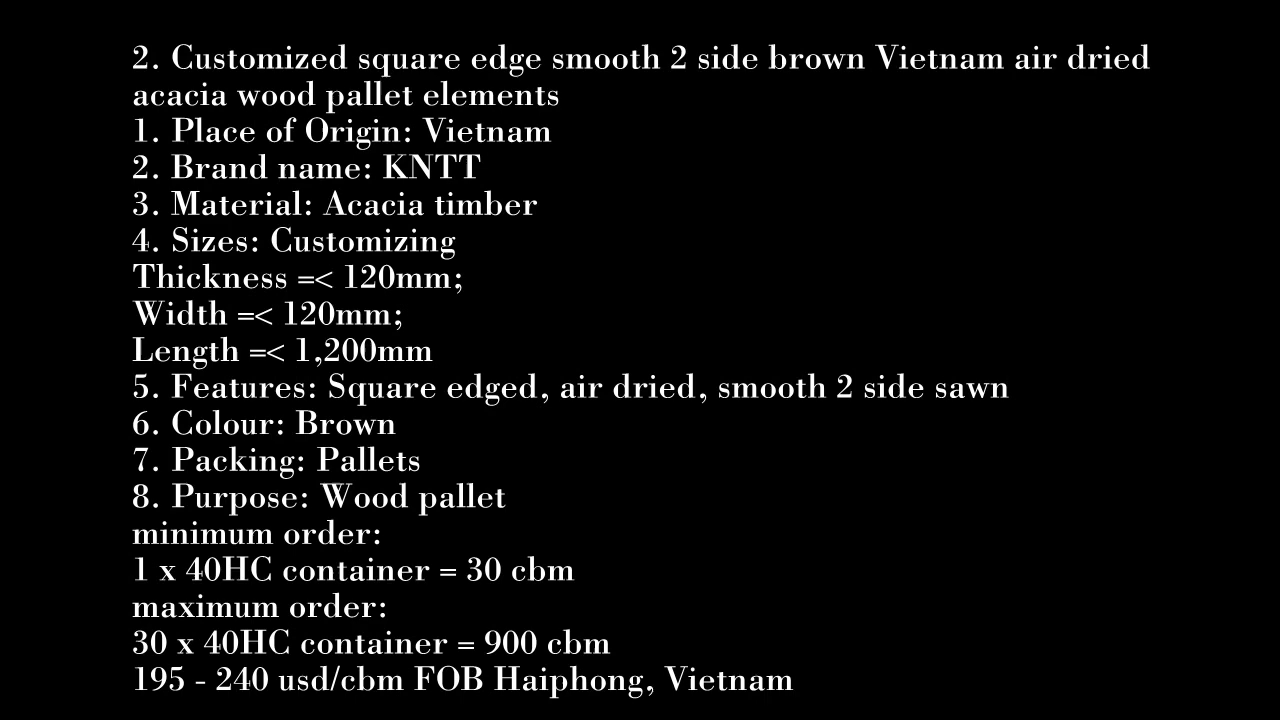 2. Customized square edge smooth 2 side brown Vietnam air dried
acacia wood pallet elements
1. Place of Origin: Vietnam
2. Brand name: KNTT
3. Material: Acacia timber
4. Sizes: Customizing
Thickness =< 120mm;
Width =< 120mm;
Length =< 1,200mm
5. Features: Square edged, air dried, smooth 2 side sawn
6. Colour: Brown
7. Packing: Pallets
8. Purpose: Wood pallet
minimum order:
1 x 40HC container = 30 cbm
maximum order:
30 x 40HC container = 900 cbm
195 - 240 usd/cbm FOB Haiphong, Vietnam